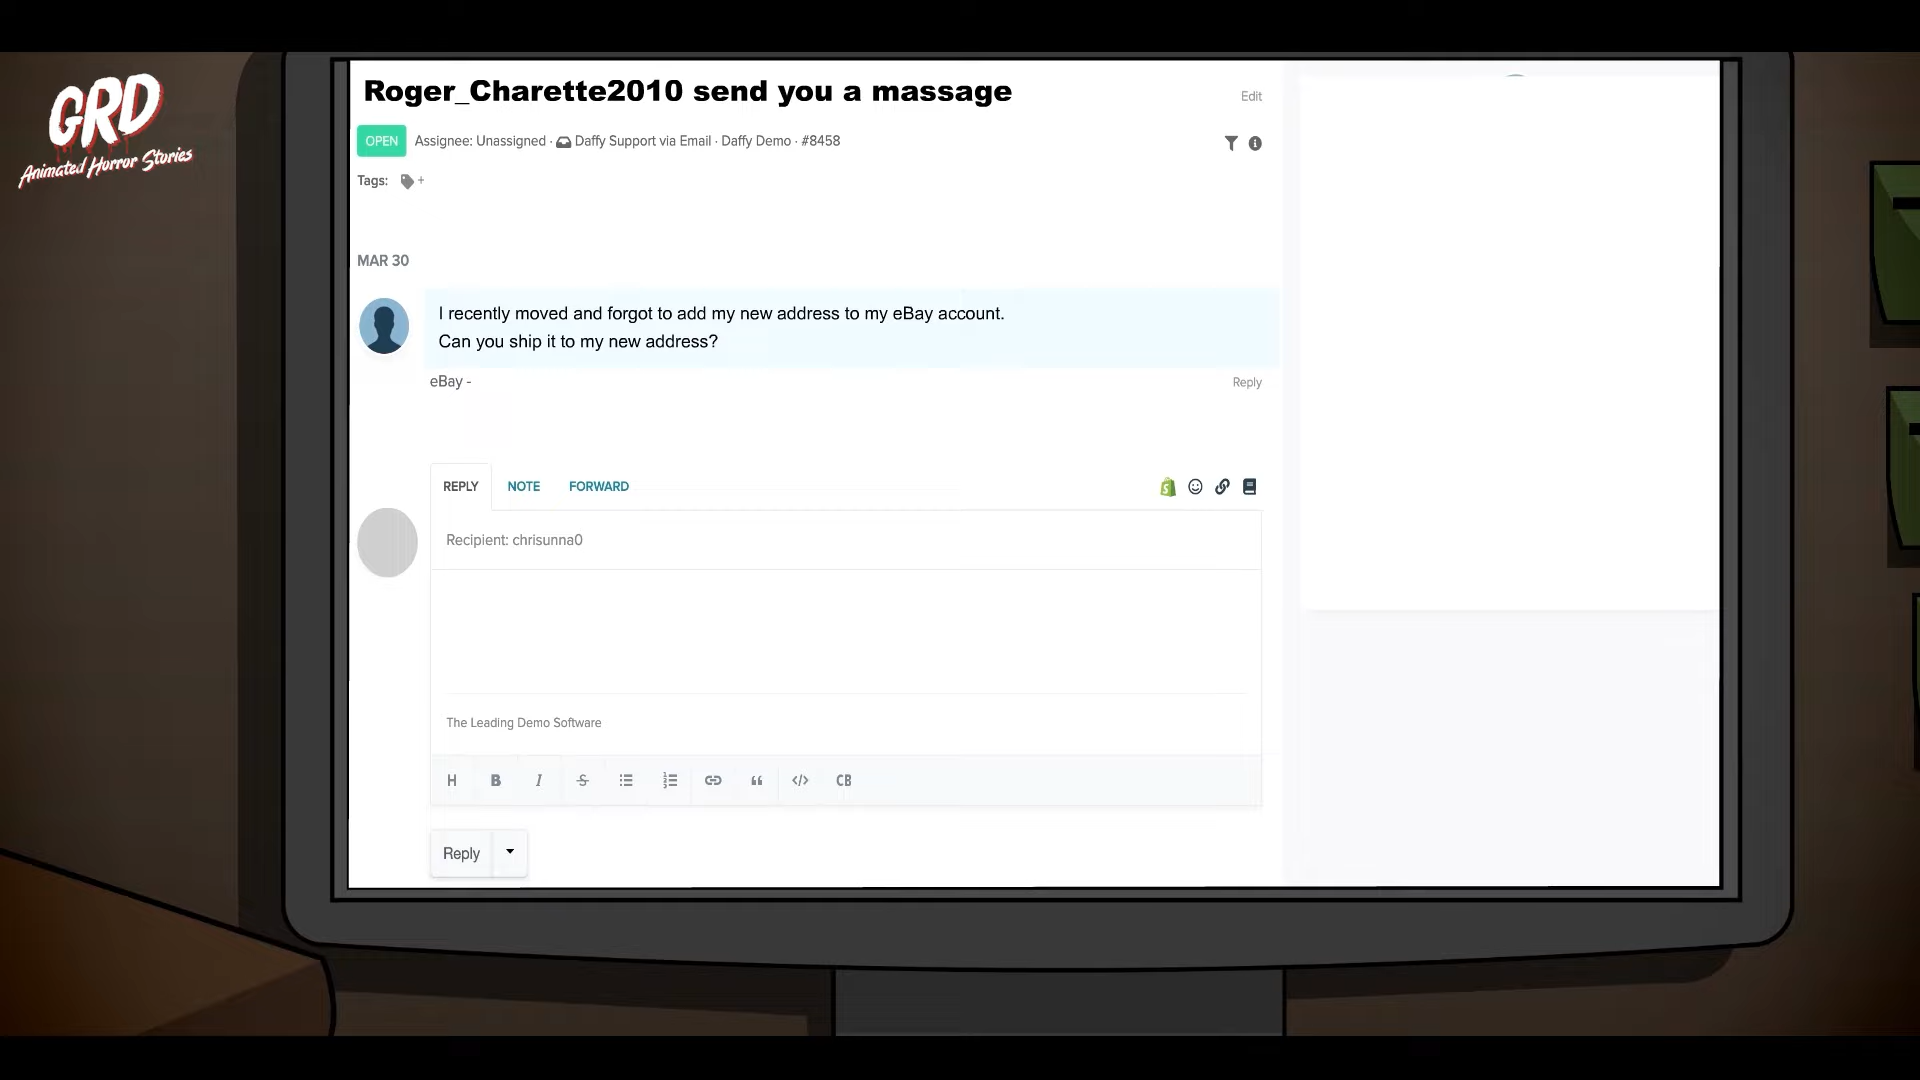 GRD
Animated Horror Stories
Roger_Charette2010 send you a massage
Edit
OPEN Assignee: Unassigned · Daffy Support via Email · Daffy Demo · #8458
Tags: +
MAR 30
I recently moved and forgot to add my new address to my eBay account.
Can you ship it to my new address?
eBay - Reply
REPLY NOTE FORWARD
Recipient: chrisunna0
The Leading Demo Software
H B I S </> CB
Reply